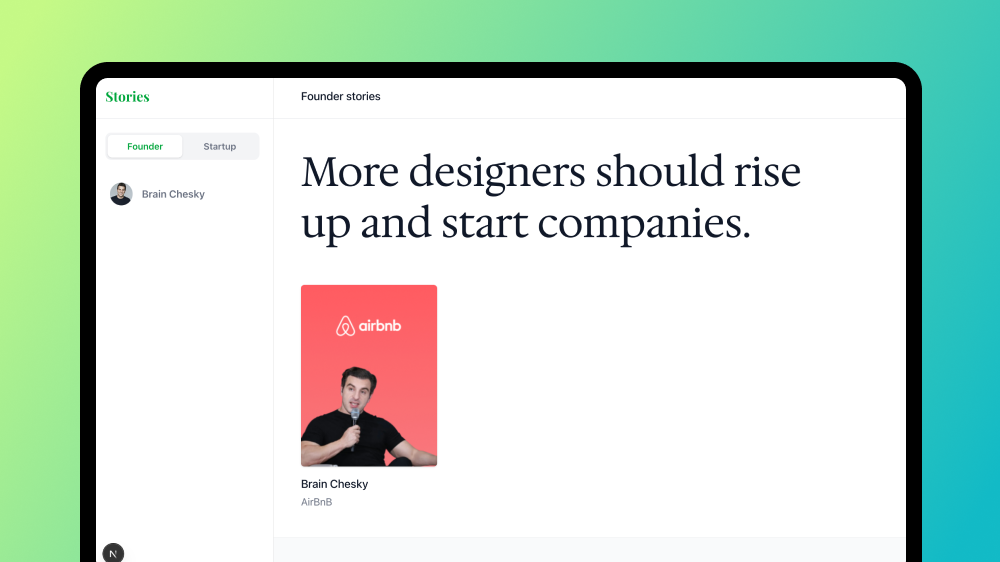 Stories
Founder stories
Founder
Startup
Brain Chesky
More designers should rise
up and start companies.
airbnb
Brain Chesky
AirBnB
N